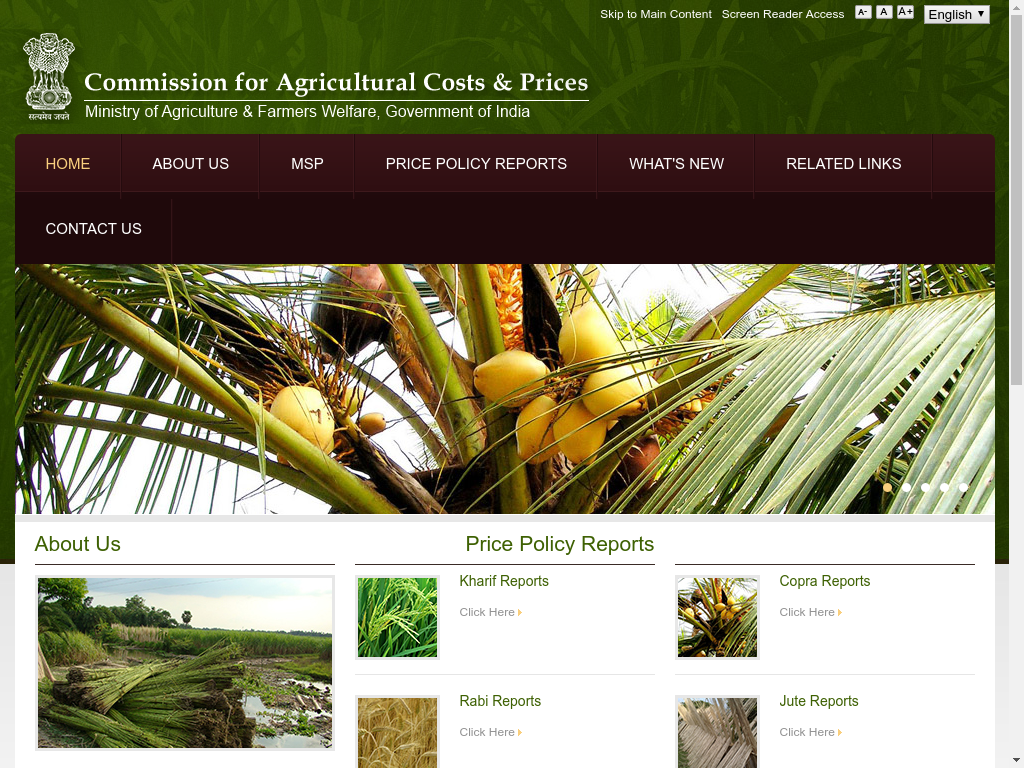 Skip to Main Content Screen Reader Access A- A A+ English
Commission for Agricultural Costs & Prices
Ministry of Agriculture & Farmers Welfare, Government of India
सत्यमेव जयते
HOME ABOUT US MSP PRICE POLICY REPORTS WHAT'S NEW RELATED LINKS
CONTACT US
About Us
Price Policy Reports
Kharif Reports
Click Here
Copra Reports
Click Here
Rabi Reports
Click Here
Jute Reports
Click Here